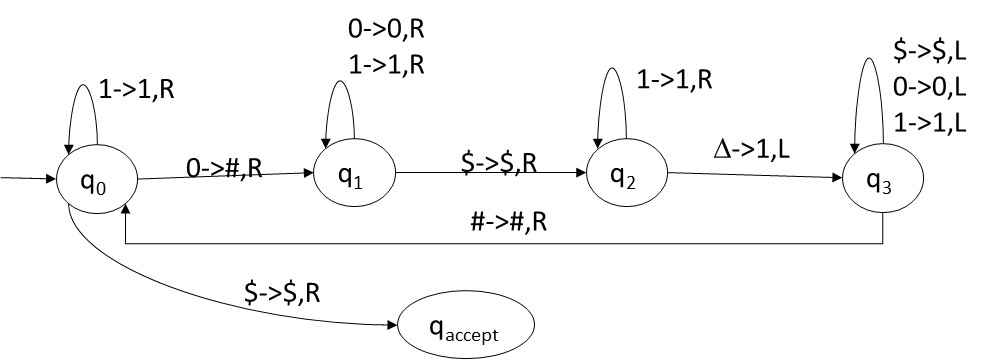 0->0,R
1->1,R
$->$,L
0->0,L
1->1,L
1->1,R
1->1,R
Δ->1,L
0->#,R
$->$,R
q0
q1
q2
q3
#->#,R
$->$,R
qaccept